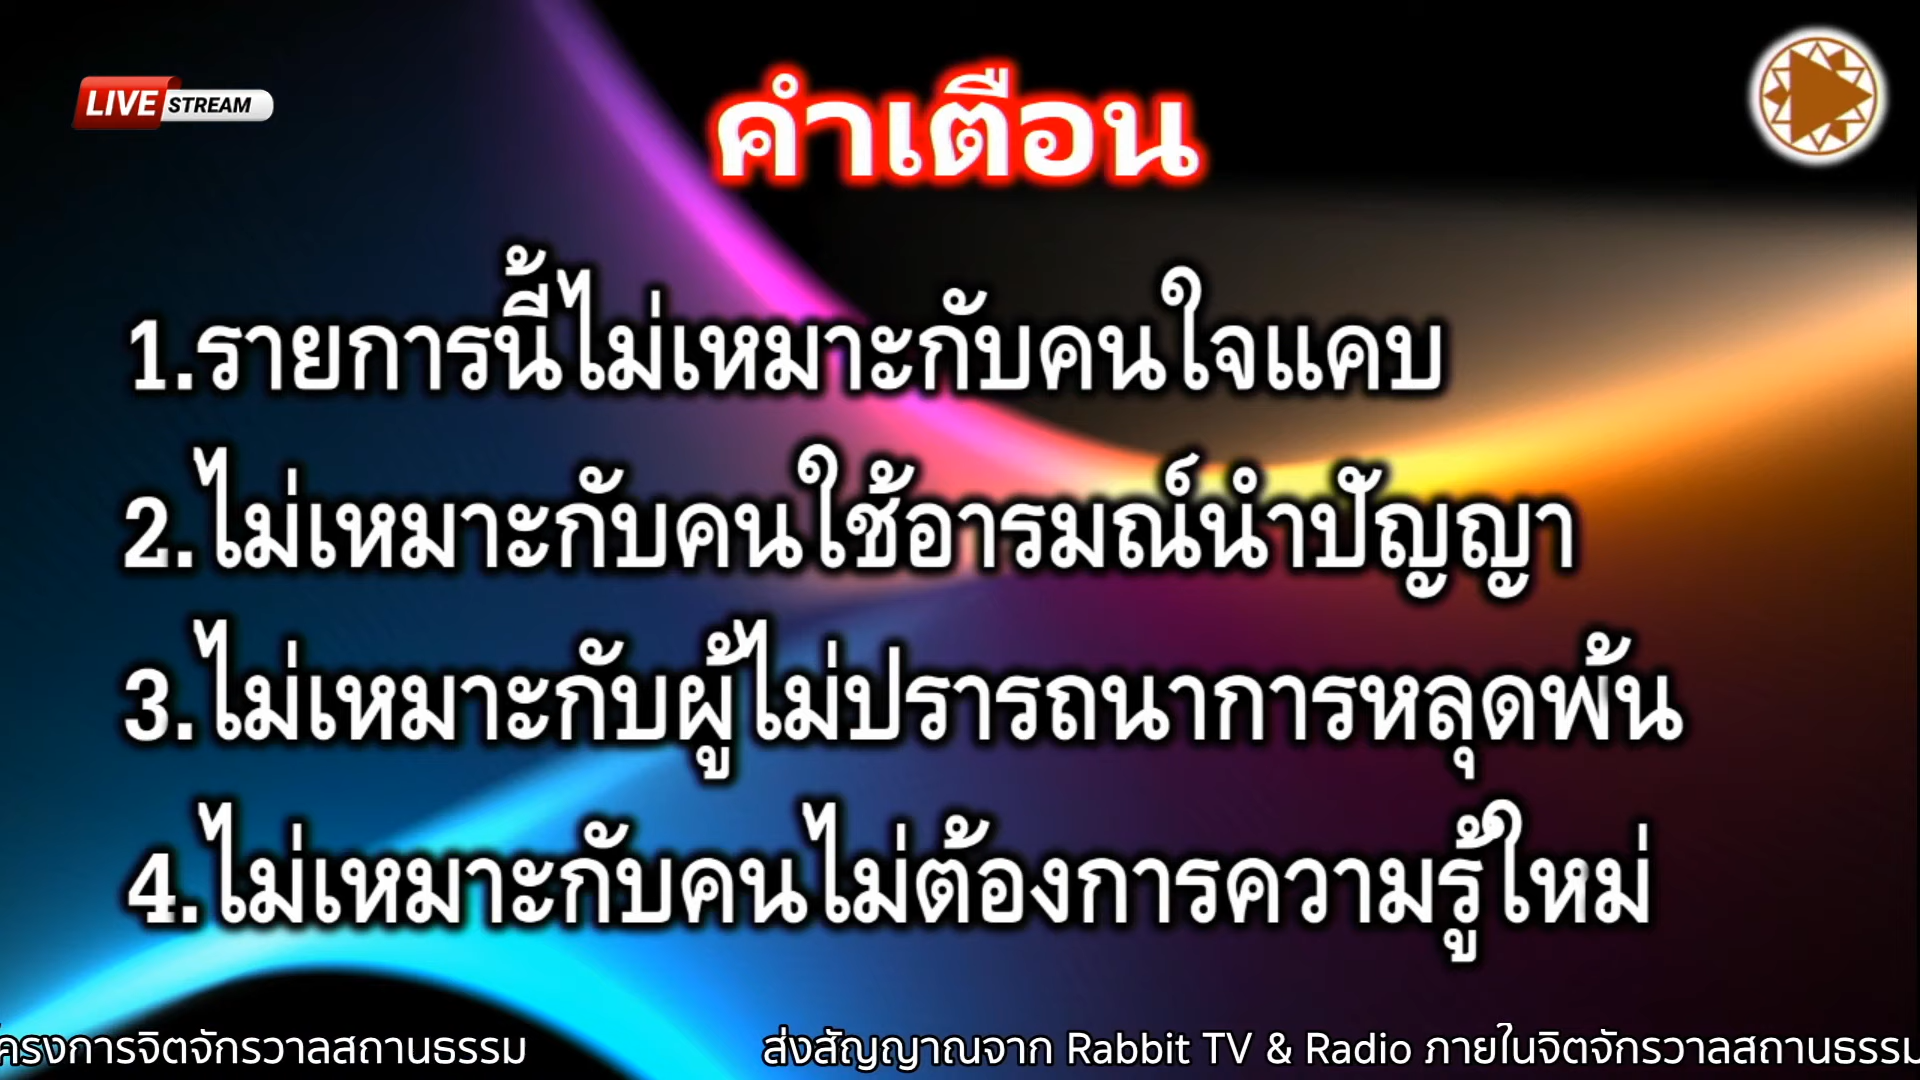 LIVE STREAM
คำเตือน
1.รายการนี้ไม่เหมาะกับคนใจแคบ
2.ไม่เหมาะกับคนใช้อารมณ์นำปัญญา
3.ไม่เหมาะกับผู้ไม่ปรารถนาการหลุดพ้น
4.ไม่เหมาะกับคนไม่ต้องการความรู้ใหม่
โครงการจิตจักรวาลสถานธรรม ส่งสัญญาณจาก Rabbit TV & Radio ภายในจิตจักรวาลสถานธรรม